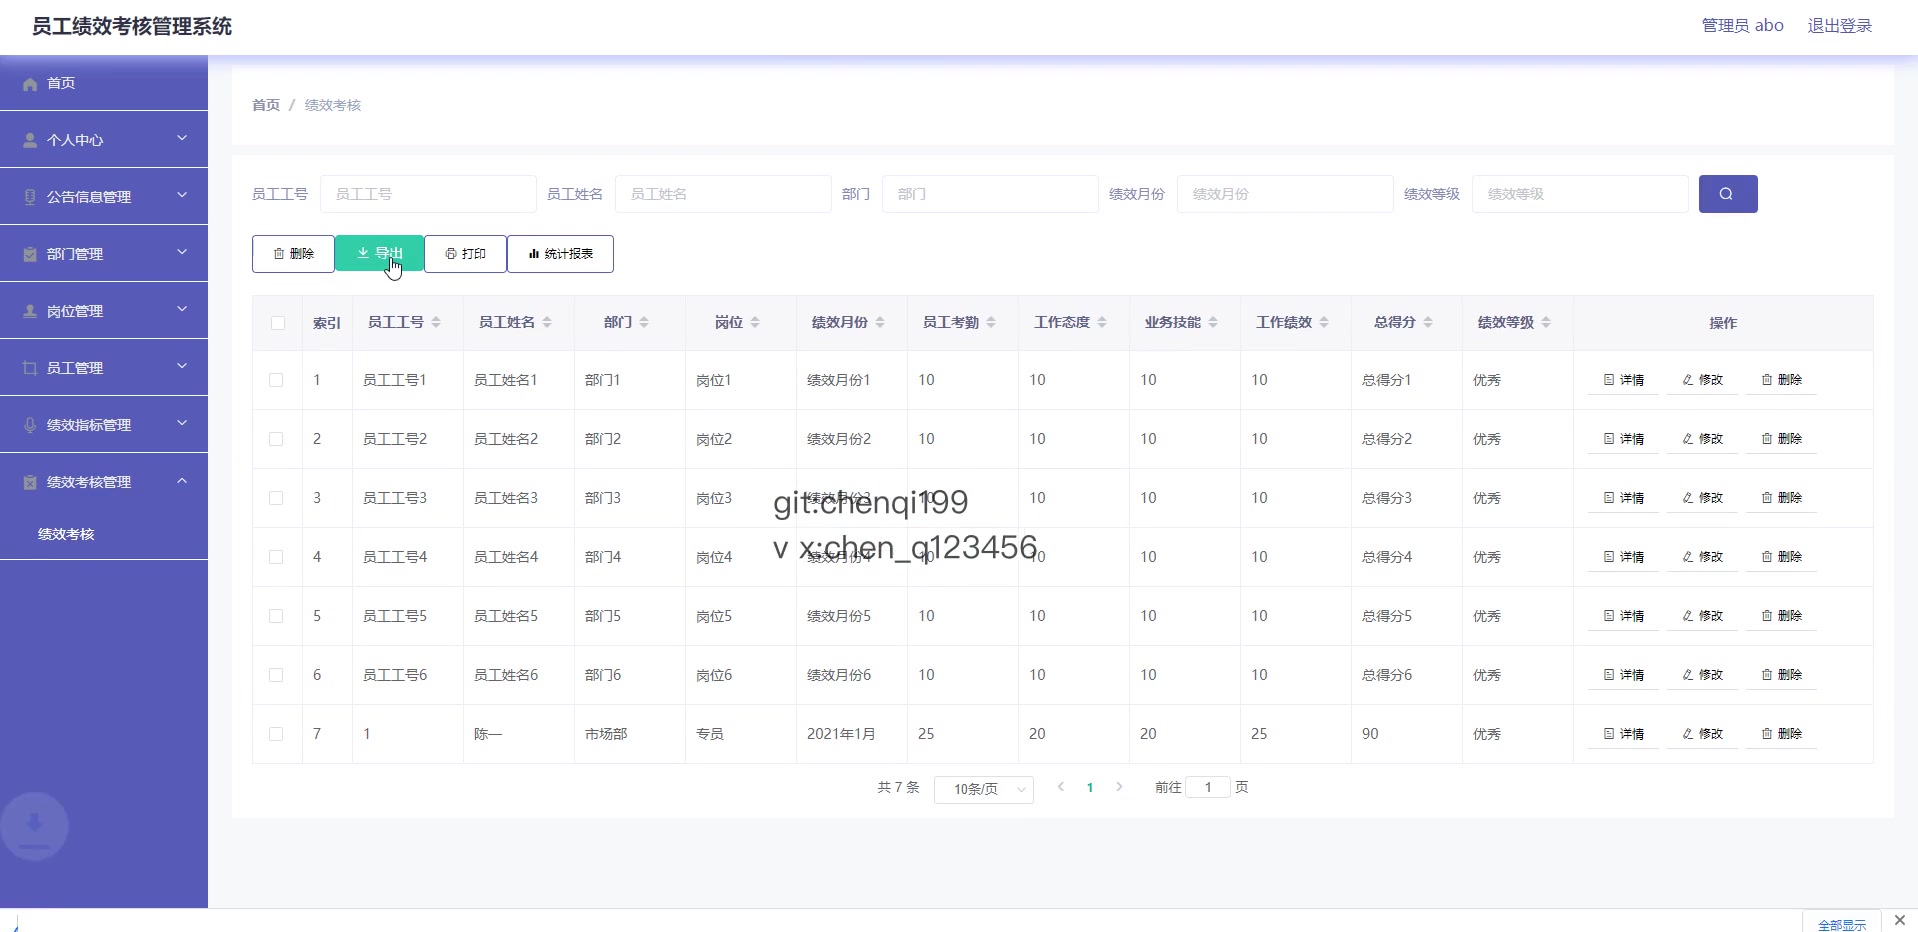 员工绩效考核管理系统
管理员 abo 退出登录
首页
个人中心
公告信息管理
部门管理
岗位管理
员工管理
绩效指标管理
绩效考核管理
绩效考核
首页 / 绩效考核
员工工号 员工工号 员工姓名 员工姓名 部门 部门 绩效月份 绩效月份 绩效等级 绩效等级
删除 导出 打印 统计报表
索引 员工工号 员工姓名 部门 岗位 绩效月份 员工考勤 工作态度 业务技能 工作绩效 总得分 绩效等级 操作
1 员工工号1 员工姓名1 部门1 岗位1 绩效月份1 10 10 10 10 总得分1 优秀 详情 修改 删除
2 员工工号2 员工姓名2 部门2 岗位2 绩效月份2 10 10 10 10 总得分2 优秀 详情 修改 删除
3 员工工号3 员工姓名3 部门3 岗位3 绩效月份3 10 10 10 10 总得分3 优秀 详情 修改 删除
git:chenqi199
v x:chen_q123456
4 员工工号4 员工姓名4 部门4 岗位4 绩效月份4 10 10 10 10 总得分4 优秀 详情 修改 删除
5 员工工号5 员工姓名5 部门5 岗位5 绩效月份5 10 10 10 10 总得分5 优秀 详情 修改 删除
6 员工工号6 员工姓名6 部门6 岗位6 绩效月份6 10 10 10 10 总得分6 优秀 详情 修改 删除
7 1 陈一 市场部 专员 2021年1月 25 20 20 25 90 优秀 详情 修改 删除
共 7 条 10条/页 1 前往 1 页
全部显示